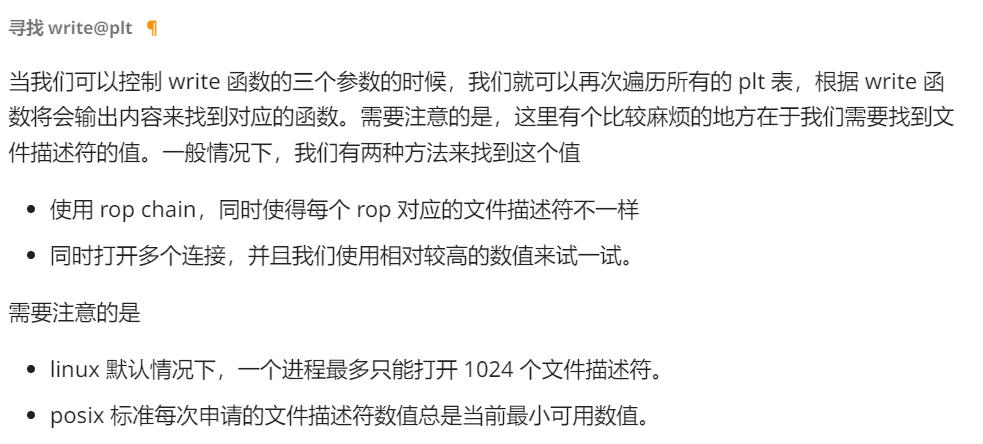 寻找 write@plt ¶
当我们可以控制 write 函数的三个参数的时候，我们就可以再次遍历所有的 plt 表，根据 write 函
数将会输出内容来找到对应的函数。需要注意的是，这里有个比较麻烦的地方在于我们需要找到文
件描述符的值。一般情况下，我们有两种方法来找到这个值
• 使用 rop chain，同时使得每个 rop 对应的文件描述符不一样
• 同时打开多个连接，并且我们使用相对较高的数值来试一试。
需要注意的是
• linux 默认情况下，一个进程最多只能打开 1024 个文件描述符。
• posix 标准每次申请的文件描述符数值总是当前最小可用数值。